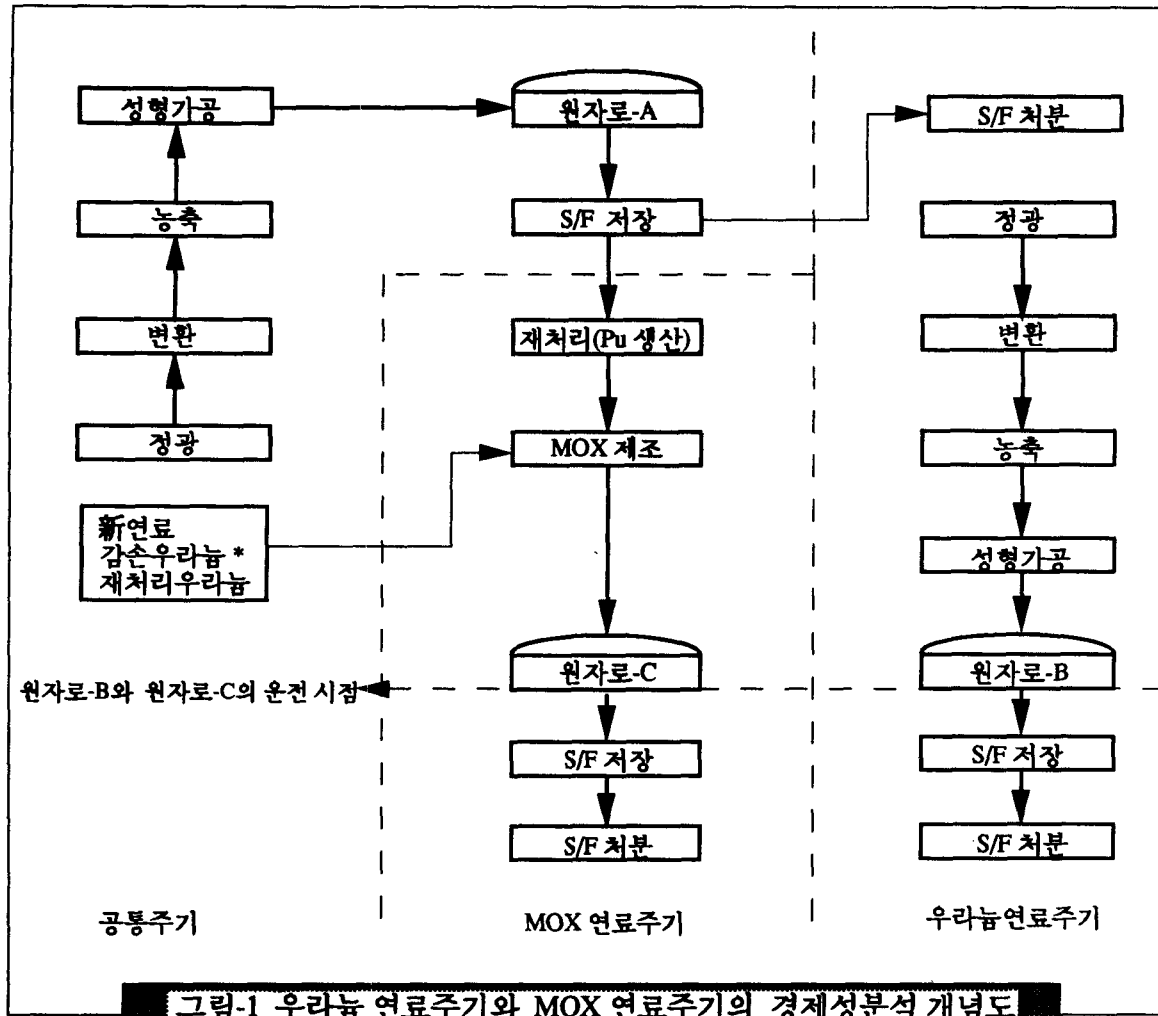 성형가공
농축
변환
정광
新연료
감손우라늄 *
재처리우라늄
원자로-B와 원자로-C의 운전 시점
공통주기
원자로-A
S/F 저장
재처리(Pu 생산)
MOX 제조
원자로-C
S/F 저장
S/F 처분
MOX 연료주기
S/F 처분
정광
변환
농축
성형가공
원자로-B
S/F 저장
S/F 처분
우라늄연료주기
그림-1 우라늄 연료주기와 MOX 연료주기의 경제성분석 개념도